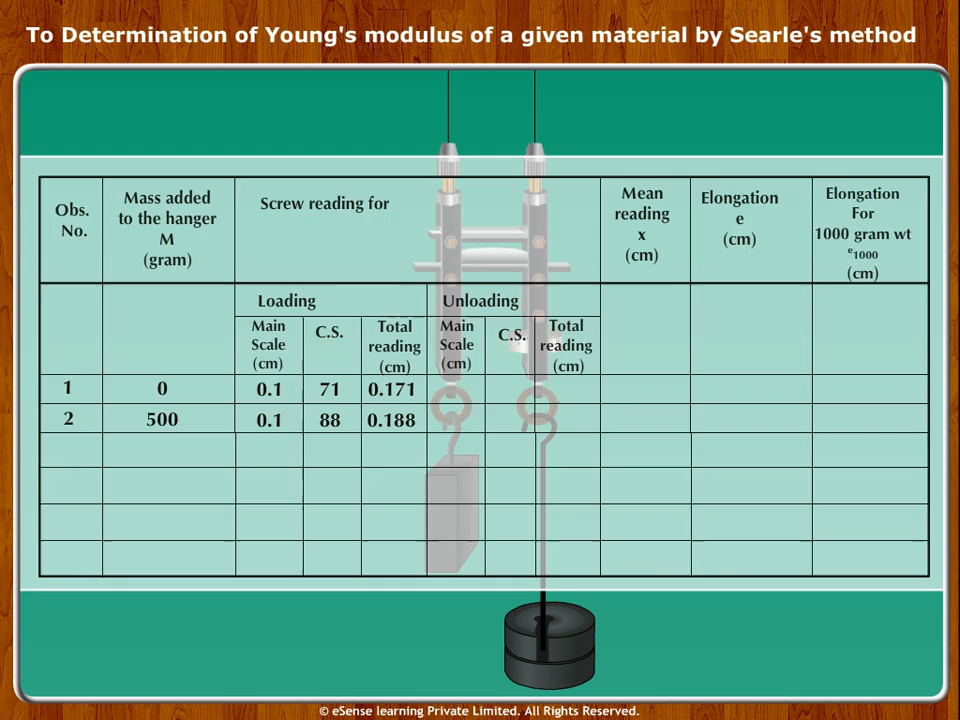 To Determination of Young's modulus of a given material by Searle's method
Obs.
No.
Mass added
to the hanger
M
(gram)
Screw reading for
Mean
reading
x
(cm)
Elongation
e
(cm)
Elongation
For
1000 gram wt
e1000
(cm)
Loading
Unloading
Main
Scale
(cm)
C.S.
Total
reading
(cm)
Main
Scale
(cm)
C.S.
Total
reading
(cm)
1 0 0.1 71 0.171
2 500 0.1 88 0.188
© eSense learning Private Limited. All Rights Reserved.